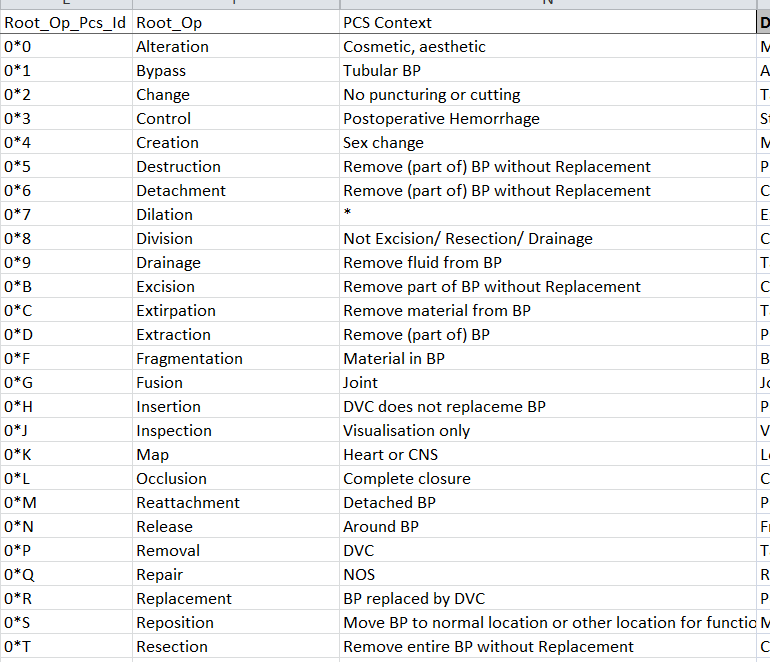 Root_Op_Pcs_Id Root_Op PCS Context D
0*0 Alteration Cosmetic, aesthetic
0*1 Bypass Tubular BP A
0*2 Change No puncturing or cutting T
0*3 Control Postoperative Hemorrhage St
0*4 Creation Sex change
0*5 Destruction Remove (part of) BP without Replacement P
0*6 Detachment Remove (part of) BP without Replacement C
0*7 Dilation * E
0*8 Division Not Excision/ Resection/ Drainage C
0*9 Drainage Remove fluid from BP T
0*B Excision Remove part of BP without Replacement C
0*C Extirpation Remove material from BP T
0*D Extraction Remove (part of) BP P
0*F Fragmentation Material in BP B
0*G Fusion Joint Jo
0*H Insertion DVC does not replaceme BP P
0*J Inspection Visualisation only V
0*K Map Heart or CNS
0*L Occlusion Complete closure C
0*M Reattachment Detached BP P
0*N Release Around BP
0*P Removal DVC T
0*Q Repair NOS R
0*R Replacement BP replaced by DVC P
0*S Reposition Move BP to normal location or other location for functio
0*T Resection Remove entire BP without Replacement C